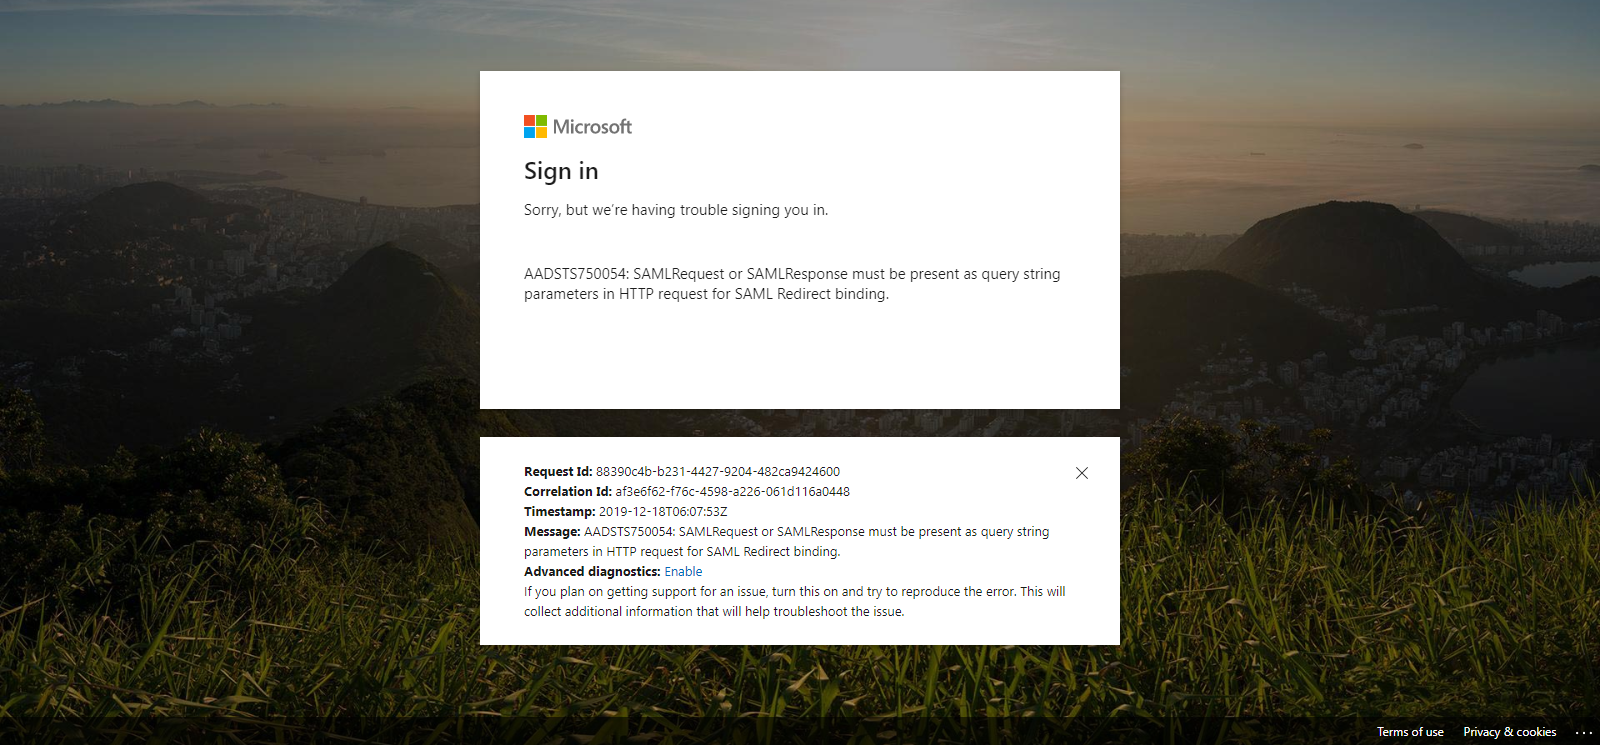 Microsoft
Sign in
Sorry, but we're having trouble signing you in.
AADSTS750054: SAMLRequest or SAMLResponse must be present as query string
parameters in HTTP request for SAML Redirect binding.
Request Id: 88390c4b-b231-4427-9204-482ca9424600
Correlation Id: af3e6f62-f76c-4598-a226-061d116a0448
Timestamp: 2019-12-18T06:07:53Z
Message: AADSTS750054: SAMLRequest or SAMLResponse must be present as query string
parameters in HTTP request for SAML Redirect binding.
Advanced diagnostics: Enable
If you plan on getting support for an issue, turn this on and try to reproduce the error. This will
collect additional information that will help troubleshoot the issue.
Terms of use Privacy & cookies ...